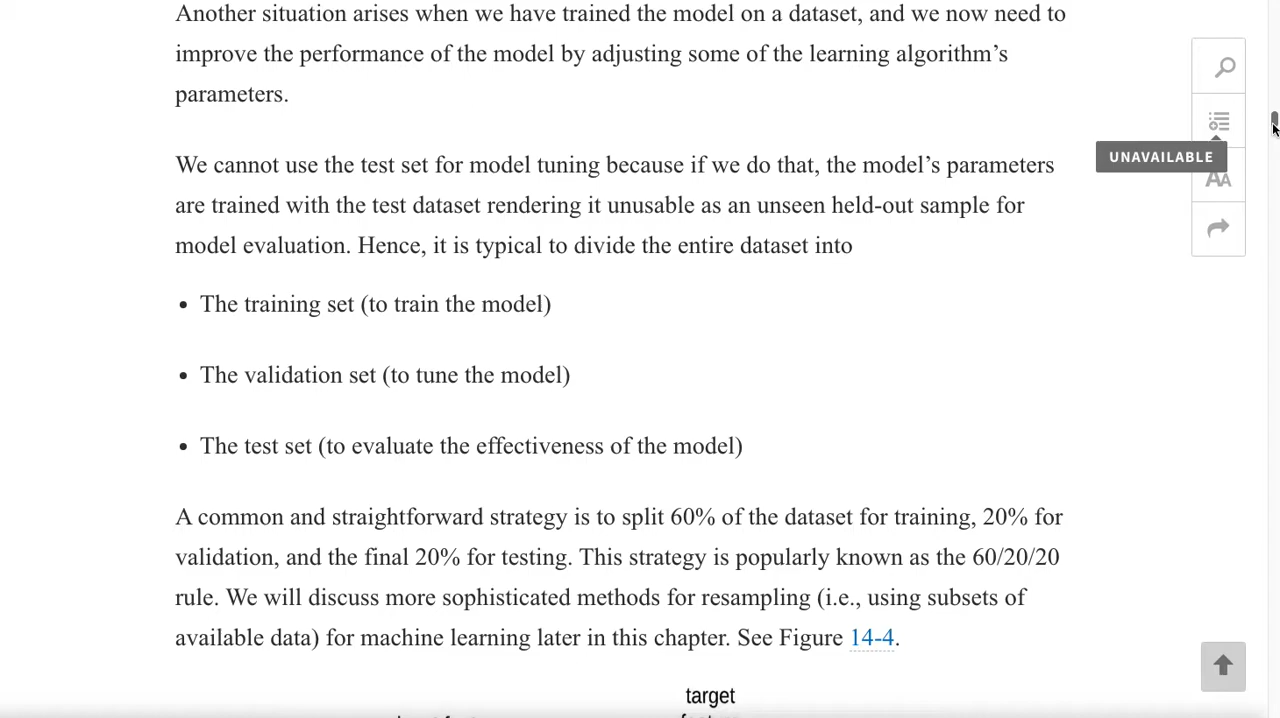 Another situation arises when we have trained the model on a dataset, and we now need to
improve the performance of the model by adjusting some of the learning algorithm’s
parameters.
We cannot use the test set for model tuning because if we do that, the model’s parameters
are trained with the test dataset rendering it unusable as an unseen held-out sample for
model evaluation. Hence, it is typical to divide the entire dataset into
• The training set (to train the model)
• The validation set (to tune the model)
• The test set (to evaluate the effectiveness of the model)
A common and straightforward strategy is to split 60% of the dataset for training, 20% for
validation, and the final 20% for testing. This strategy is popularly known as the 60/20/20
rule. We will discuss more sophisticated methods for resampling (i.e., using subsets of
available data) for machine learning later in this chapter. See Figure 14-4.
target
UNAVAILABLE
AA